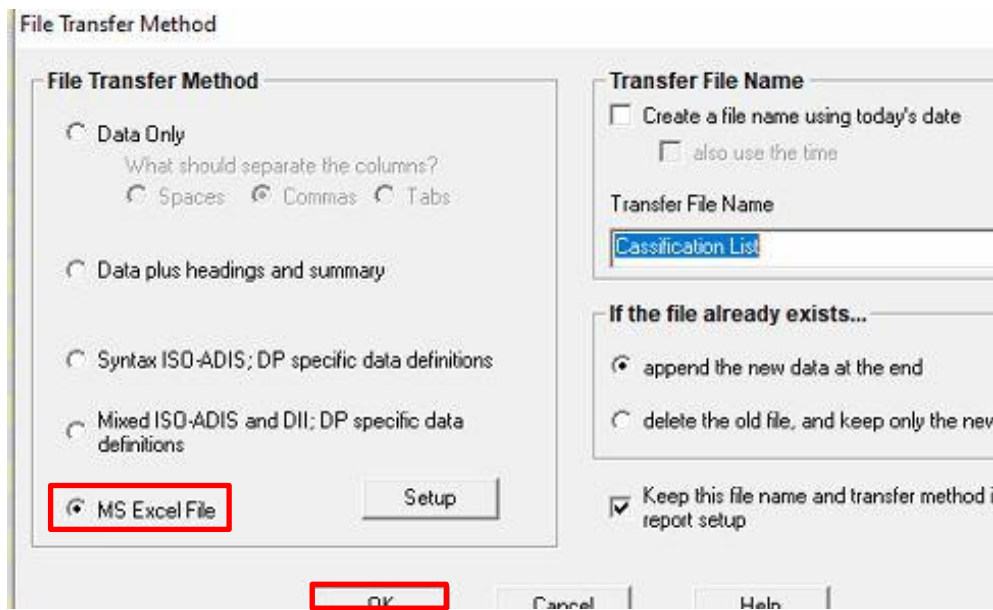 File Transfer Method
File Transfer Method
Data Only
What should separate the columns?
Spaces Commas Tabs
Data plus headings and summary
Syntax ISO-ADIS; DP specific data definitions
Mixed ISO-ADIS and DII; DP specific data
definitions
MS Excel File
Setup
Transfer File Name
Create a file name using today's date
also use the time
Transfer File Name
Cassification List
If the file already exists...
append the new data at the end
delete the old file, and keep only the new
Keep this file name and transfer method
report setup
OK Cancel Help